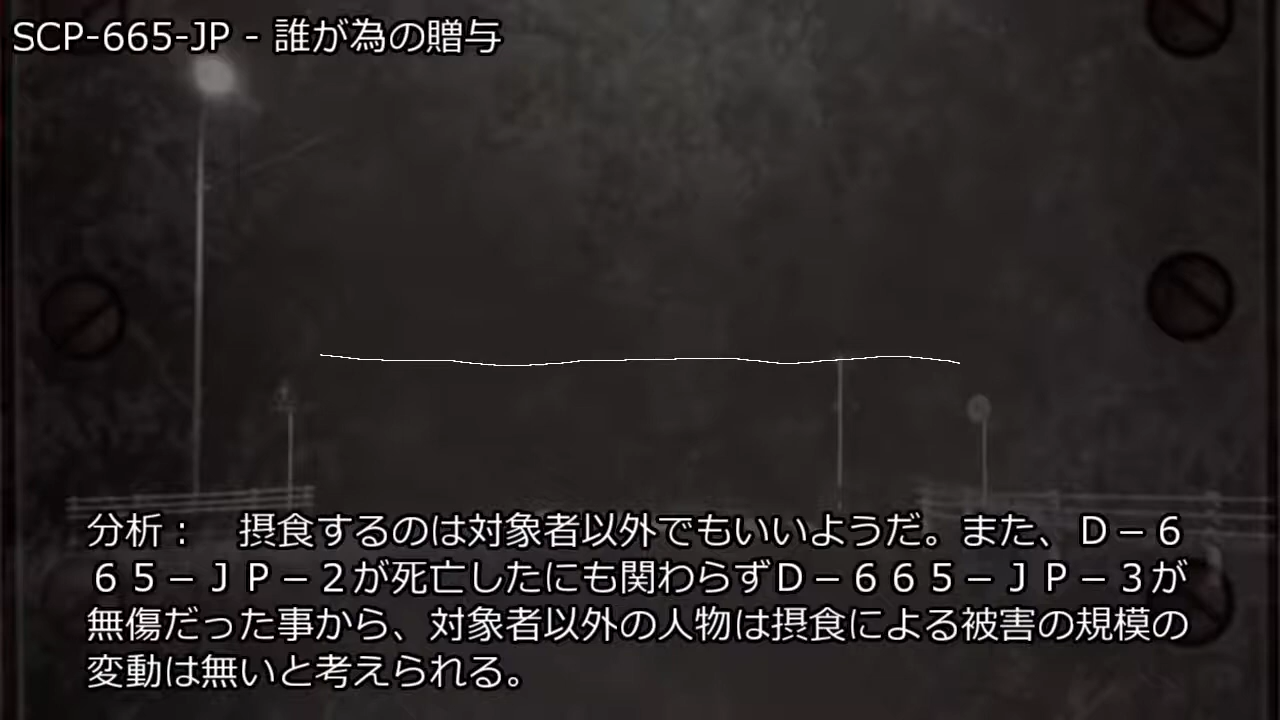 SCP-665-JP - 誰が為の贈与
分析：　摂食するのは対象者以外でもいいようだ。また、Ｄ－６
６５－ＪＰ－２が死亡したにも関わらずＤ－６６５－ＪＰ－３が
無傷だった事から、対象者以外の人物は摂食による被害の規模の
変動は無いと考えられる。